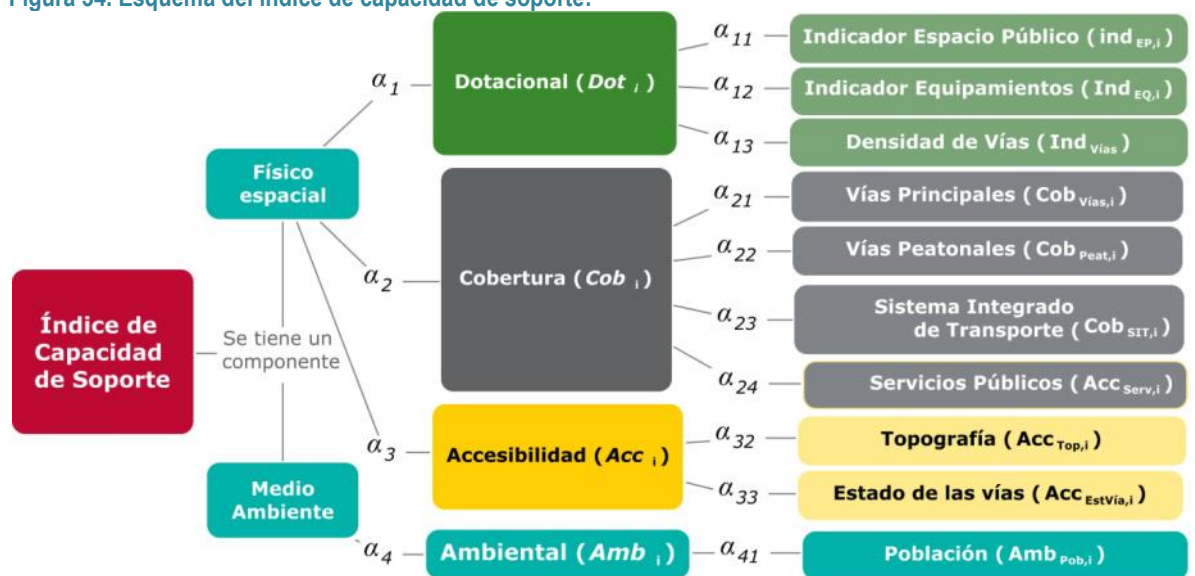 Figura 54. Esquema del índice de capacidad de soporte.
Índice de
Capacidad
de Soporte
Se tiene un
componente
Físico
espacial
Medio
Ambiente
α1
Dotacional (Dot i)
α11
Indicador Espacio Público (ind EP,i)
α12
Indicador Equipamientos (Ind EQ,i)
α13
Densidad de Vías (Ind Vías)
α2
Cobertura (Cob i)
α21
Vías Principales (Cob Vías,i)
α22
Vías Peatonales (Cob Peat,i)
α23
Sistema Integrado
de Transporte (Cob SIT,i)
α24
Servicios Públicos (Acc Serv,i)
α3
Accesibilidad (Acc i)
α32
Topografía (Acc Top,i)
α33
Estado de las vías (Acc EstVía,i)
α4
Ambiental (Amb i)
α41
Población (Amb Pob,i)